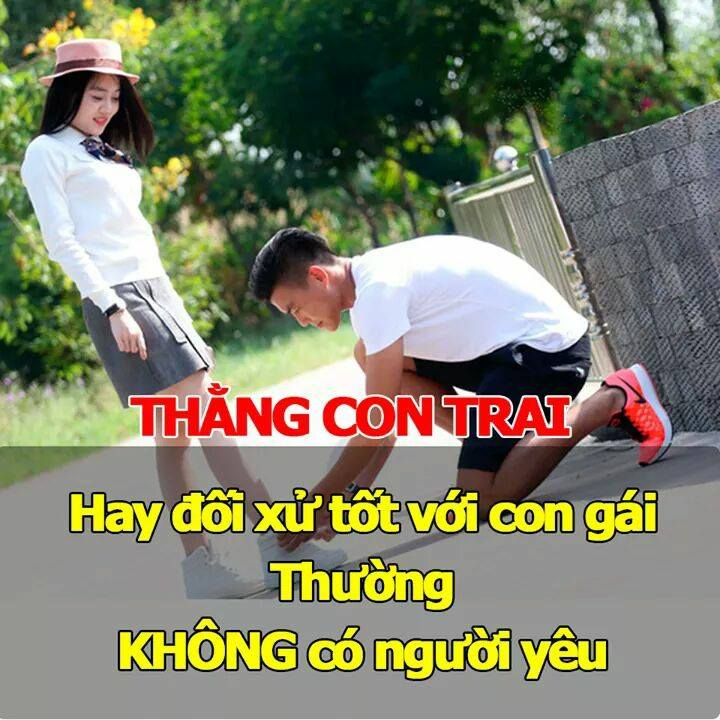 THẰNG CON TRAI
Hay đối xử tốt với con gái
Thường
KHÔNG có người yêu